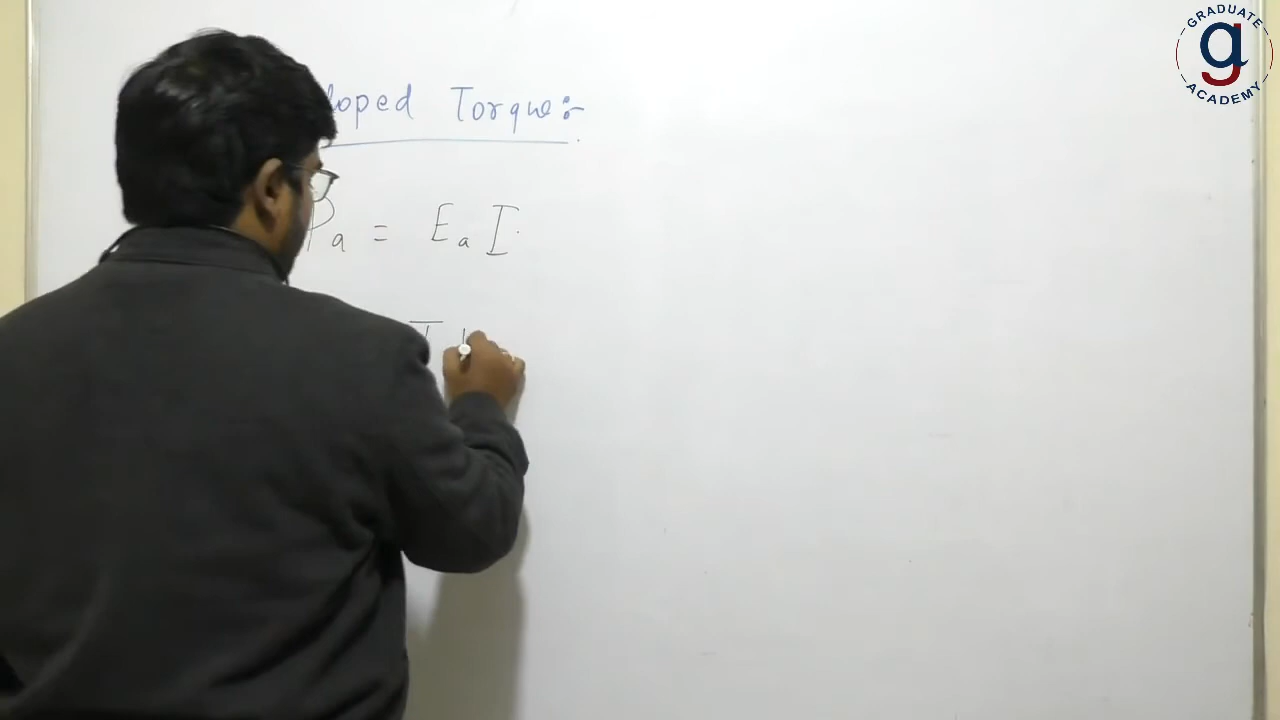 loped Torque:-
Pa = Ea I
T
GRADUATE
g
ACADEMY